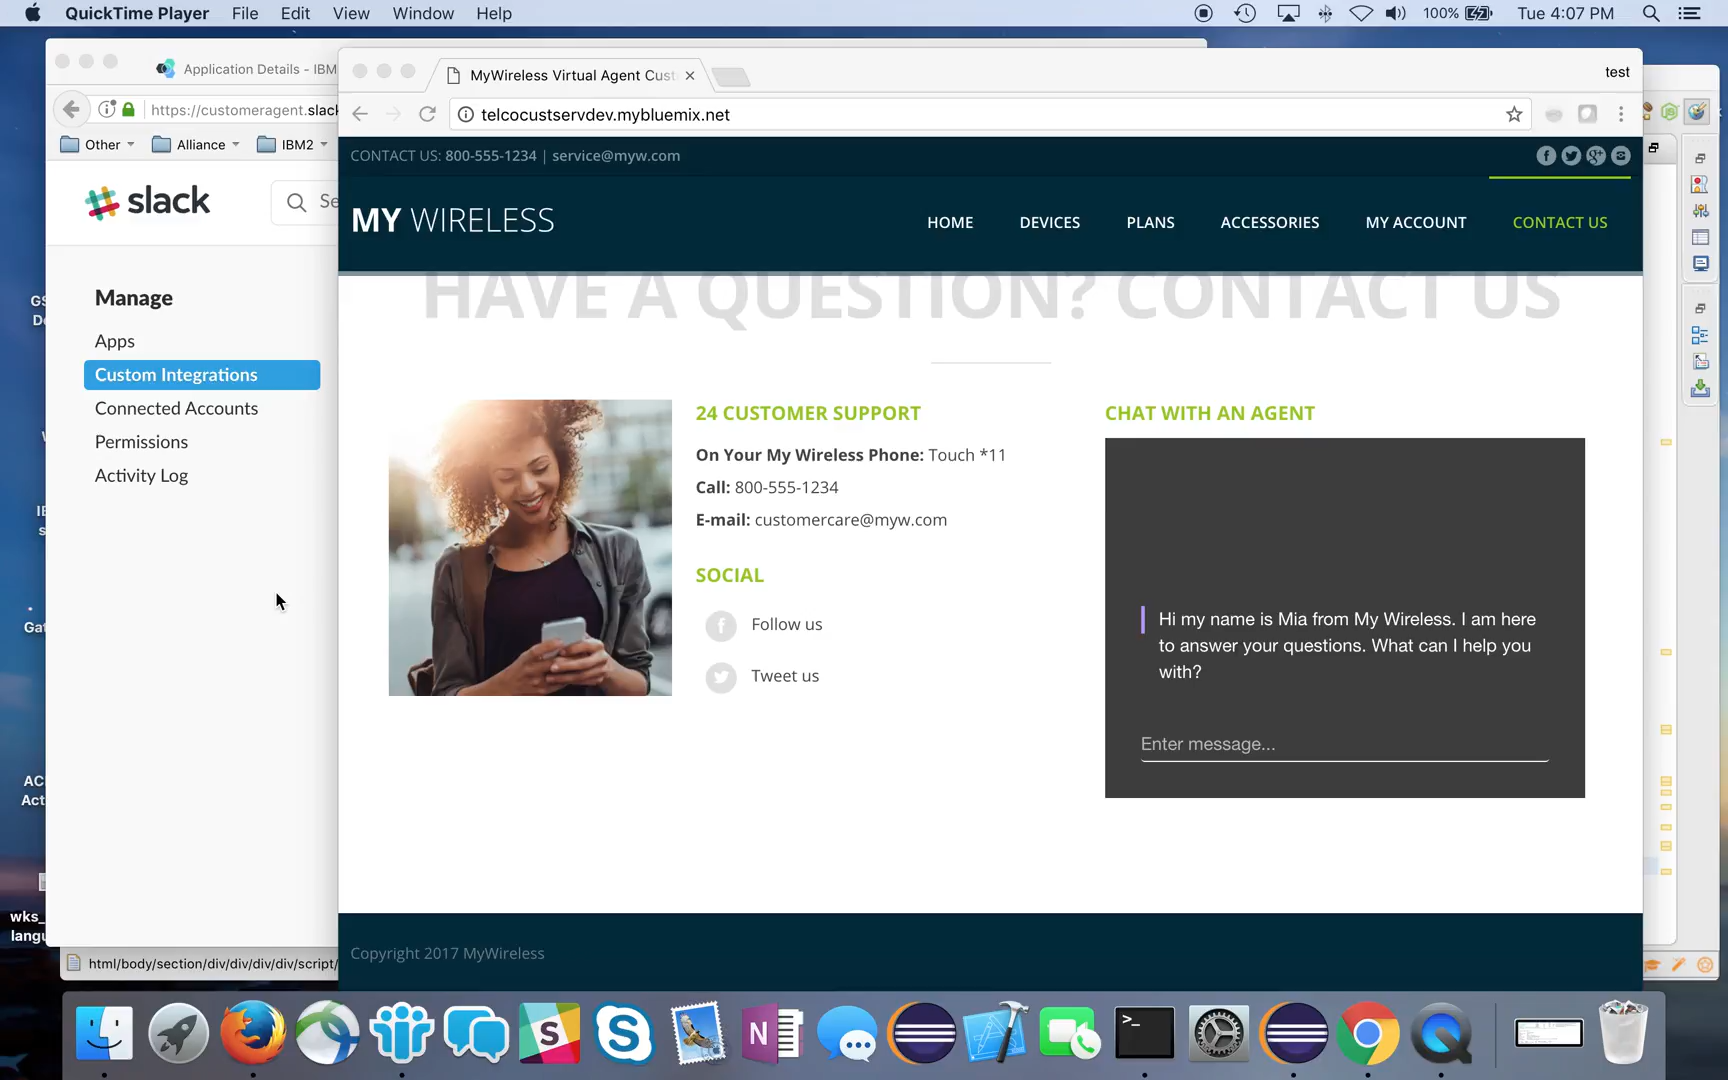 QuickTime Player File Edit View Window Help 100% Tue 4:07 PM
Application Details - IBM
https://customeragent.slack
Other Alliance IBM2
slack
Manage
Apps
Custom Integrations
Connected Accounts
Permissions
Activity Log
html/body/section/div/div/div/div/script/
MyWireless Virtual Agent Cust
test
telcocustservdev.mybluemix.net
CONTACT US: 800-555-1234 | service@myw.com
MY WIRELESS
HOME DEVICES PLANS ACCESSORIES MY ACCOUNT CONTACT US
HAVE A QUESTION? CONTACT US
24 CUSTOMER SUPPORT
On Your My Wireless Phone: Touch *11
Call: 800-555-1234
E-mail: customercare@myw.com
SOCIAL
Follow us
Tweet us
CHAT WITH AN AGENT
Hi my name is Mia from My Wireless. I am here
to answer your questions. What can I help you
with?
Enter message...
Copyright 2017 MyWireless